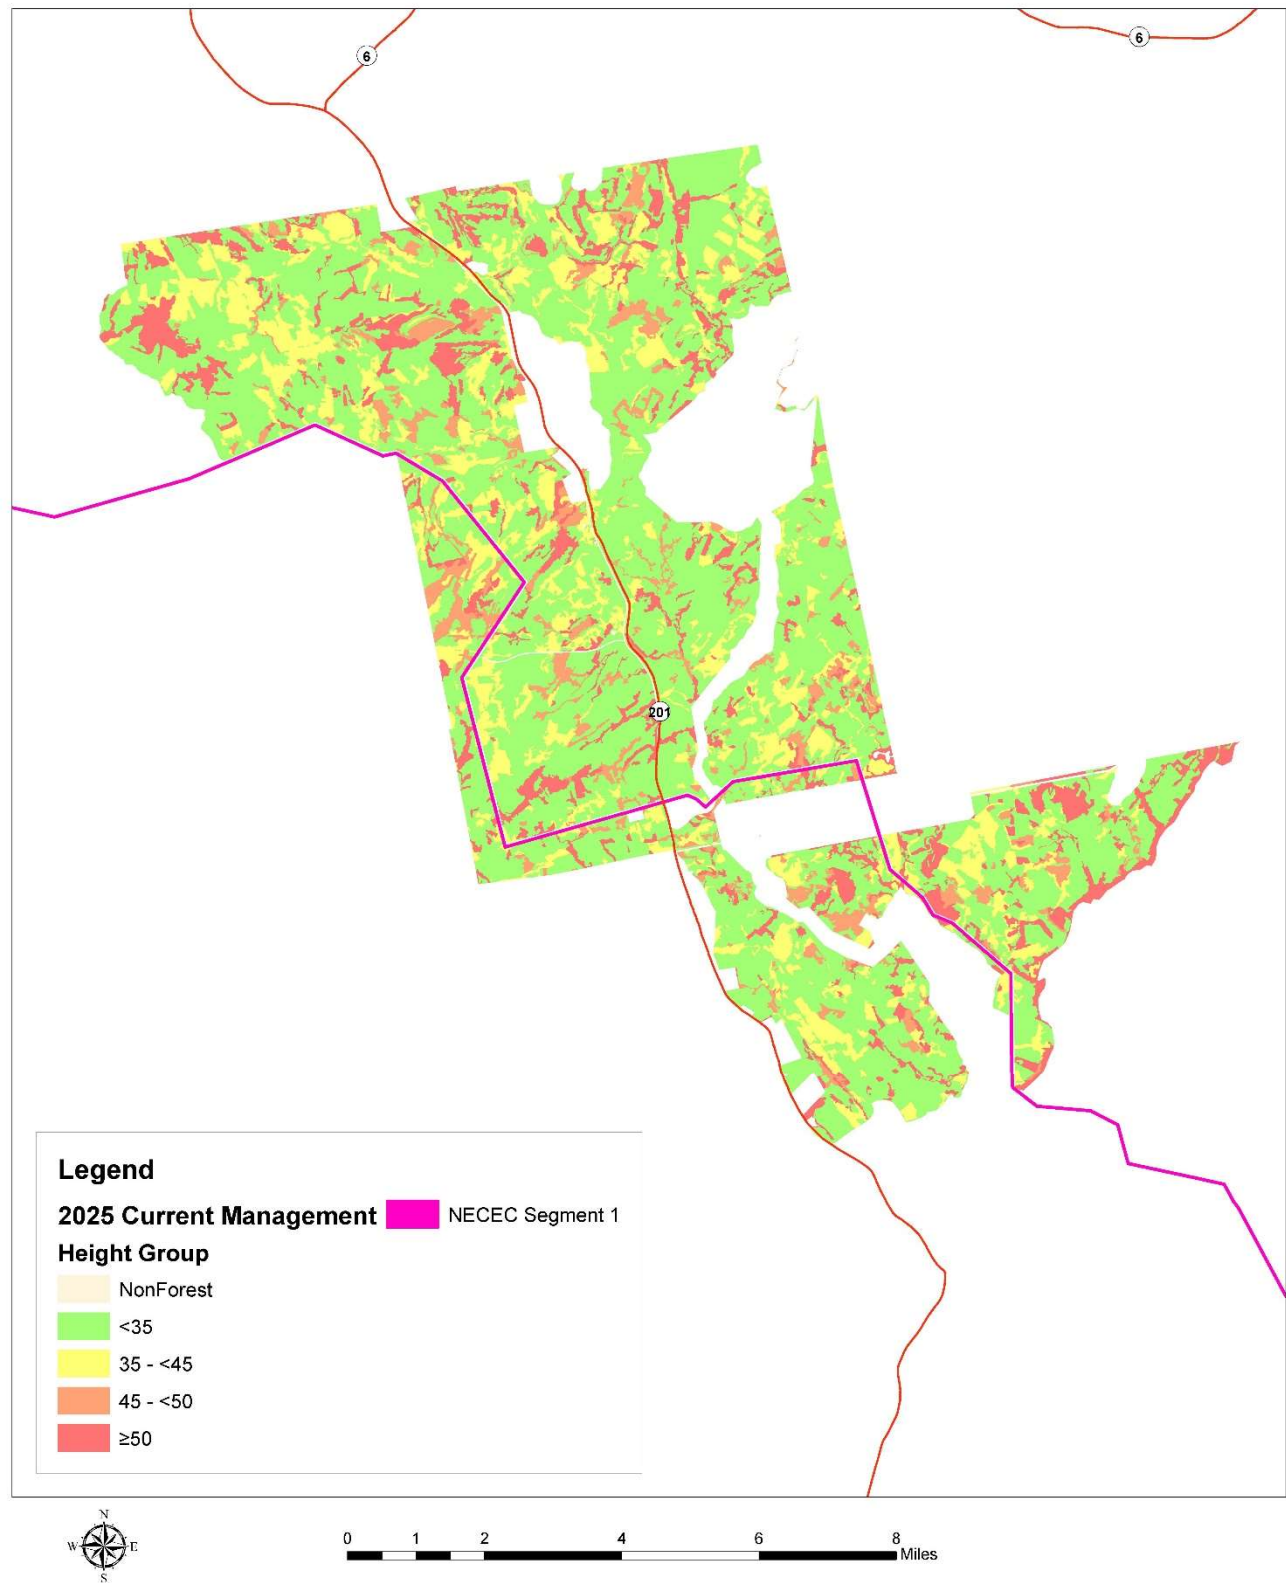 6
6
201
Legend
2025 Current Management
NECEC Segment 1
Height Group
NonForest
<35
35 - <45
45 - <50
≥50
N
W E
S
0 1 2 4 6 8
Miles